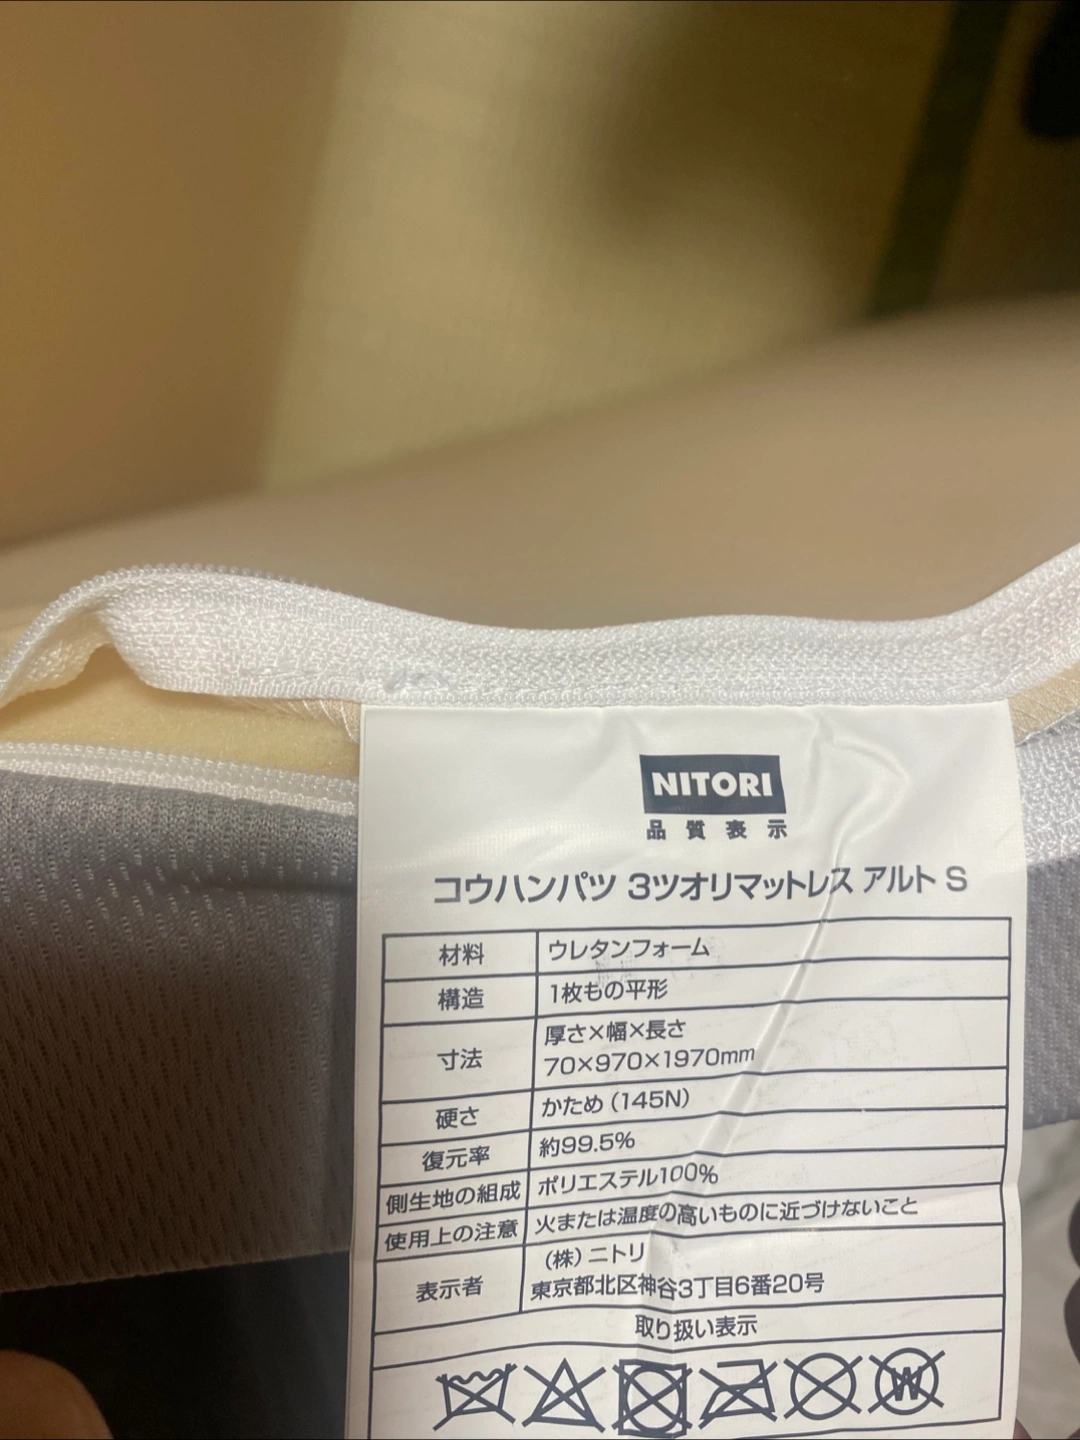 NITORI
品質表示
コウハンパツ 3ツオリマットレス アルト S
材料 ウレタンフォーム
構造 1枚もの平形
寸法 厚さ×幅×長さ
70×970×1970mm
硬さ かため (145N)
復元率 約99.5%
側生地の組成 ポリエステル100%
使用上の注意 火または温度の高いものに近づけないこと
表示者 (株) ニトリ
東京都北区神谷3丁目6番20号
取り扱い表示
W